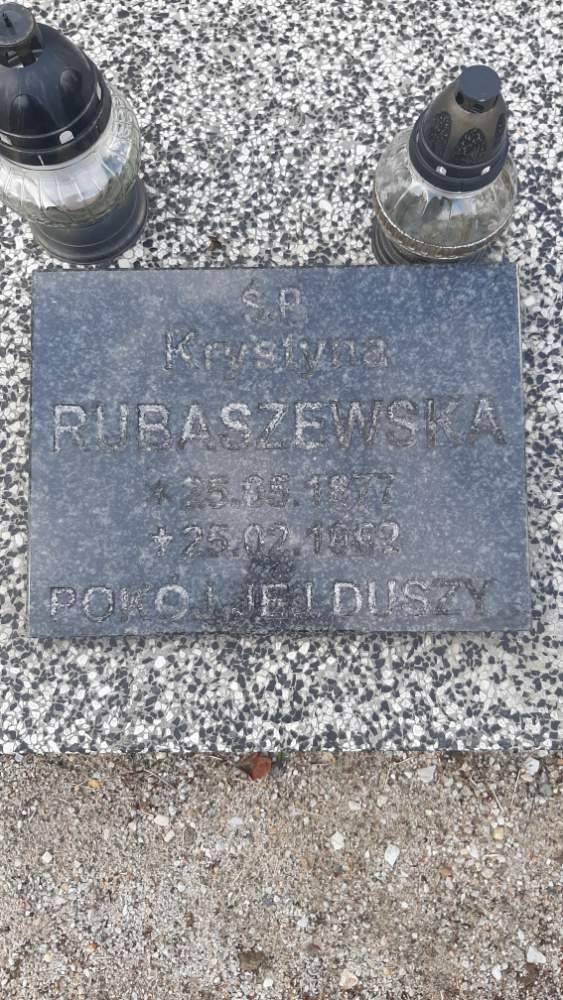 Ś.P.
Krystyna
RUBASZEWSKA
POKÓJ JEJ DUSZY